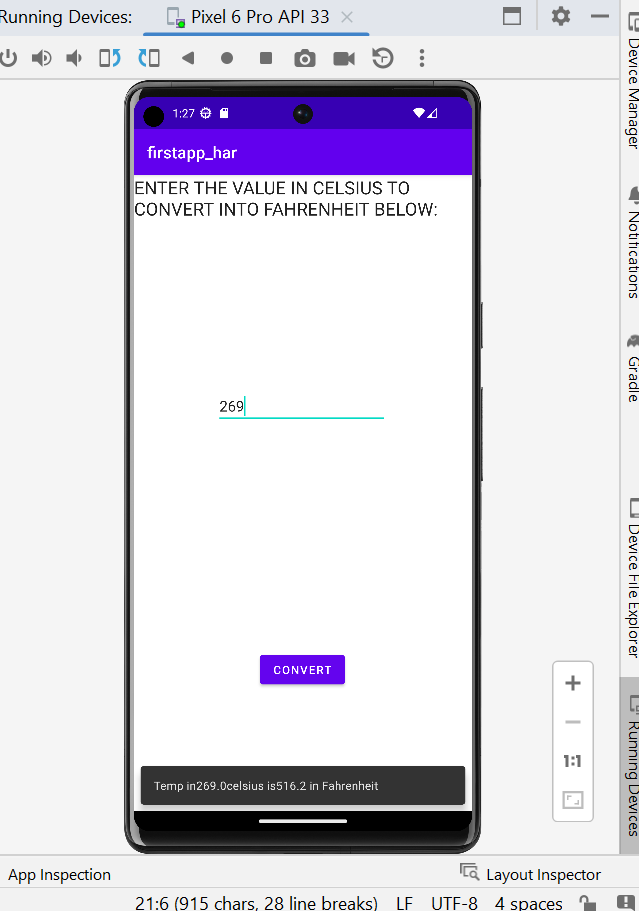 Running Devices:
Pixel 6 Pro API 33
1:27
firstapp_har
ENTER THE VALUE IN CELSIUS TO
CONVERT INTO FAHRENHEIT BELOW:
269
CONVERT
Temp in269.0celsius is516.2 in Fahrenheit
1:1
Device Manager
Notifications
Gradle
Device File Explorer
Running Devices
App Inspection
Layout Inspector
21:6 (915 chars, 28 line breaks)
LF
UTF-8
4 spaces